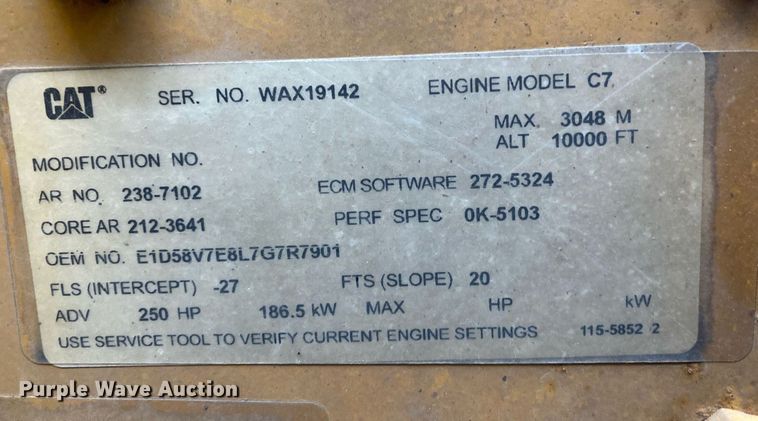 CAT® SER. NO. WAX19142 ENGINE MODEL C7
MAX. 3048 M
ALT 10000 FT
MODIFICATION NO.
AR NO. 238-7102 ECM SOFTWARE 272-5324
CORE AR 212-3641 PERF SPEC 0K-5103
OEM NO. E1D58V7E8L7G7R7901
FLS (INTERCEPT) -27 FTS (SLOPE) 20
ADV 250 HP 186.5 kW MAX HP kW
USE SERVICE TOOL TO VERIFY CURRENT ENGINE SETTINGS 115-5852 2
Purple Wave Auction